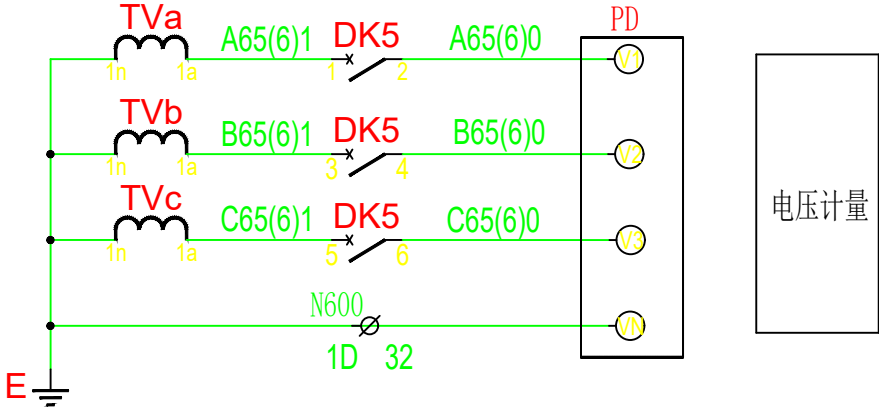 TVa A65(6)1 DK5 A65(6)0 PD
1n 1a 1 2 V1
TVb B65(6)1 DK5 B65(6)0
1n 1a 3 4 V2
TVc C65(6)1 DK5 C65(6)0
1n 1a 5 6 V3
电压计量
N600
VN
1D 32
E